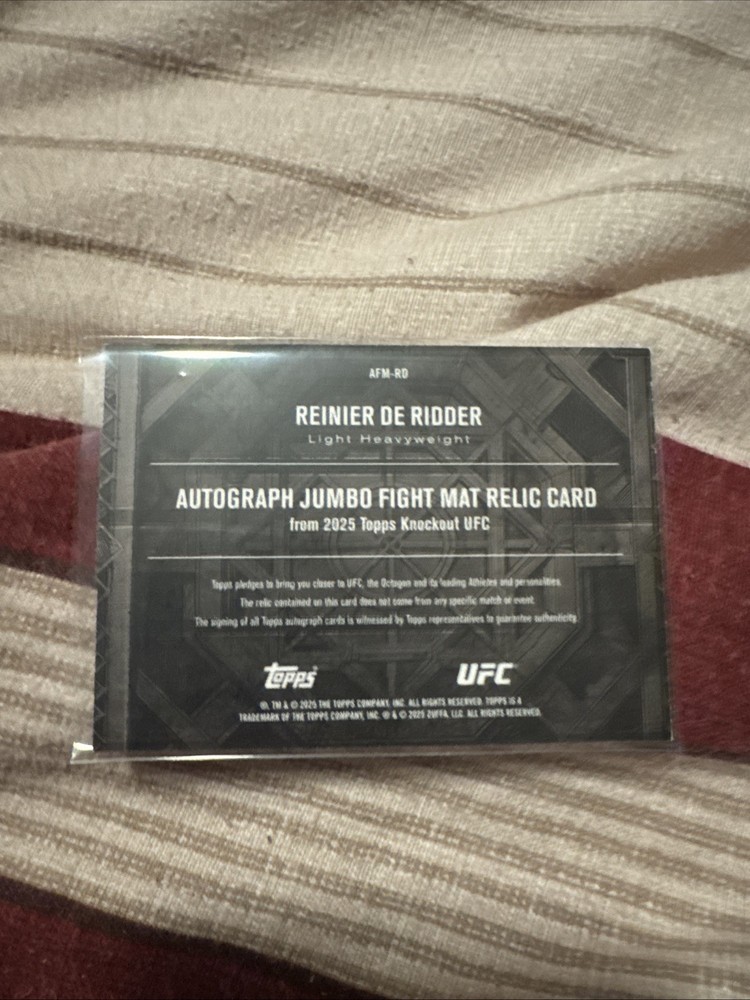 AFM-RD
REINIER DE RIDDER
Light Heavyweight
AUTOGRAPH JUMBO FIGHT MAT RELIC CARD
from 2025 Topps Knockout UFC
Topps pledges to bring you closer to UFC, the Octagon and its leading Athletes and personalities.
The relic contained on this card does not come from any specific match or event.
The signing of all Topps autograph cards is witnessed by Topps representatives to guarantee authenticity.
Topps® UFC
®, TM & © 2025 THE TOPPS COMPANY, INC. ALL RIGHTS RESERVED. TOPPS IS A
TRADEMARK OF THE TOPPS COMPANY, INC. ® & © 2025 ZUFFA, LLC. ALL RIGHTS RESERVED.